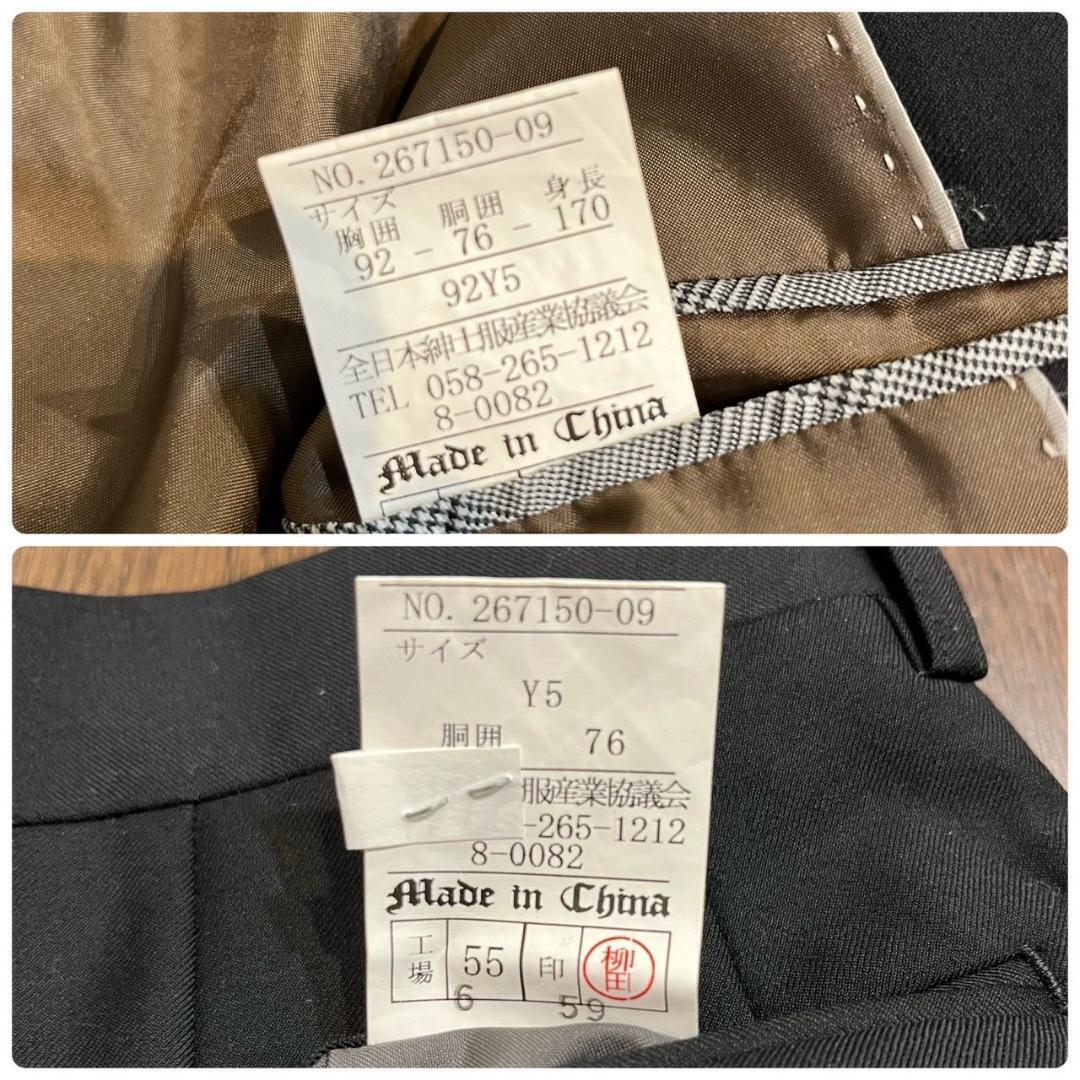 NO. 267150-09
サイズ
胸囲 胴囲 身長
92 - 76 - 170
92Y5
全日本紳士服産業協議会
TEL 058-265-1212
8-0082
Made in China
NO. 267150-09
サイズ
Y5
胴囲 76
服産業協議会
-265-1212
8-0082
Made in China
工場 55 印 柳田
6 59